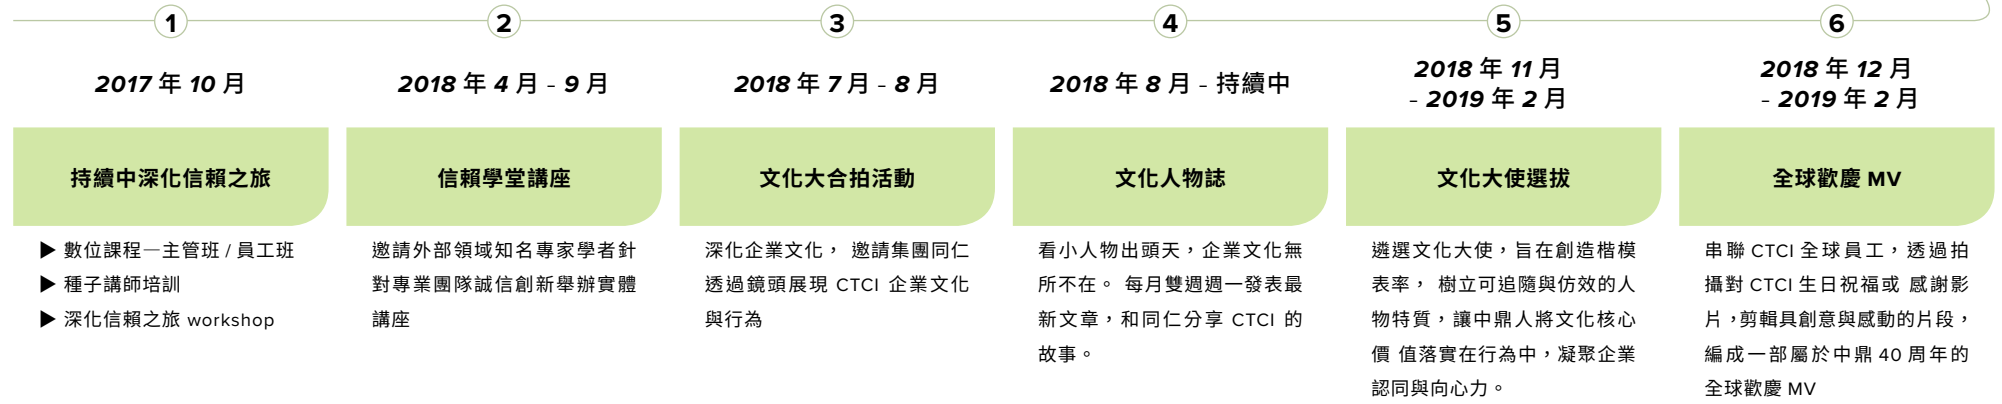 1
2017 年 10 月
持續中深化信賴之旅
▶ 數位課程—主管班 / 員工班
▶ 種子講師培訓
▶ 深化信賴之旅 workshop
2
2018 年 4 月 - 9 月
信賴學堂講座
邀請外部領域知名專家學者針
對專業團隊誠信創新舉辦實體
講座
3
2018 年 7 月 - 8 月
文化大合拍活動
深化企業文化， 邀請集團同仁
透過鏡頭展現 CTCI 企業文化
與行為
4
2018 年 8 月 - 持續中
文化人物誌
看小人物出頭天，企業文化無
所不在。 每月雙週週一發表最
新文章，和同仁分享 CTCI 的
故事。
5
2018 年 11 月
- 2019 年 2 月
文化大使選拔
遴選文化大使，旨在創造楷模
表率， 樹立可追隨與仿效的人
物特質，讓中鼎人將文化核心
價 值落實在行為中，凝聚企業
認同與向心力。
6
2018 年 12 月
- 2019 年 2 月
全球歡慶 MV
串聯 CTCI 全球員工，透過拍
攝對 CTCI 生日祝福或 感謝影
片，剪輯具創意與感動的片段，
編成一部屬於中鼎 40 周年的
全球歡慶 MV